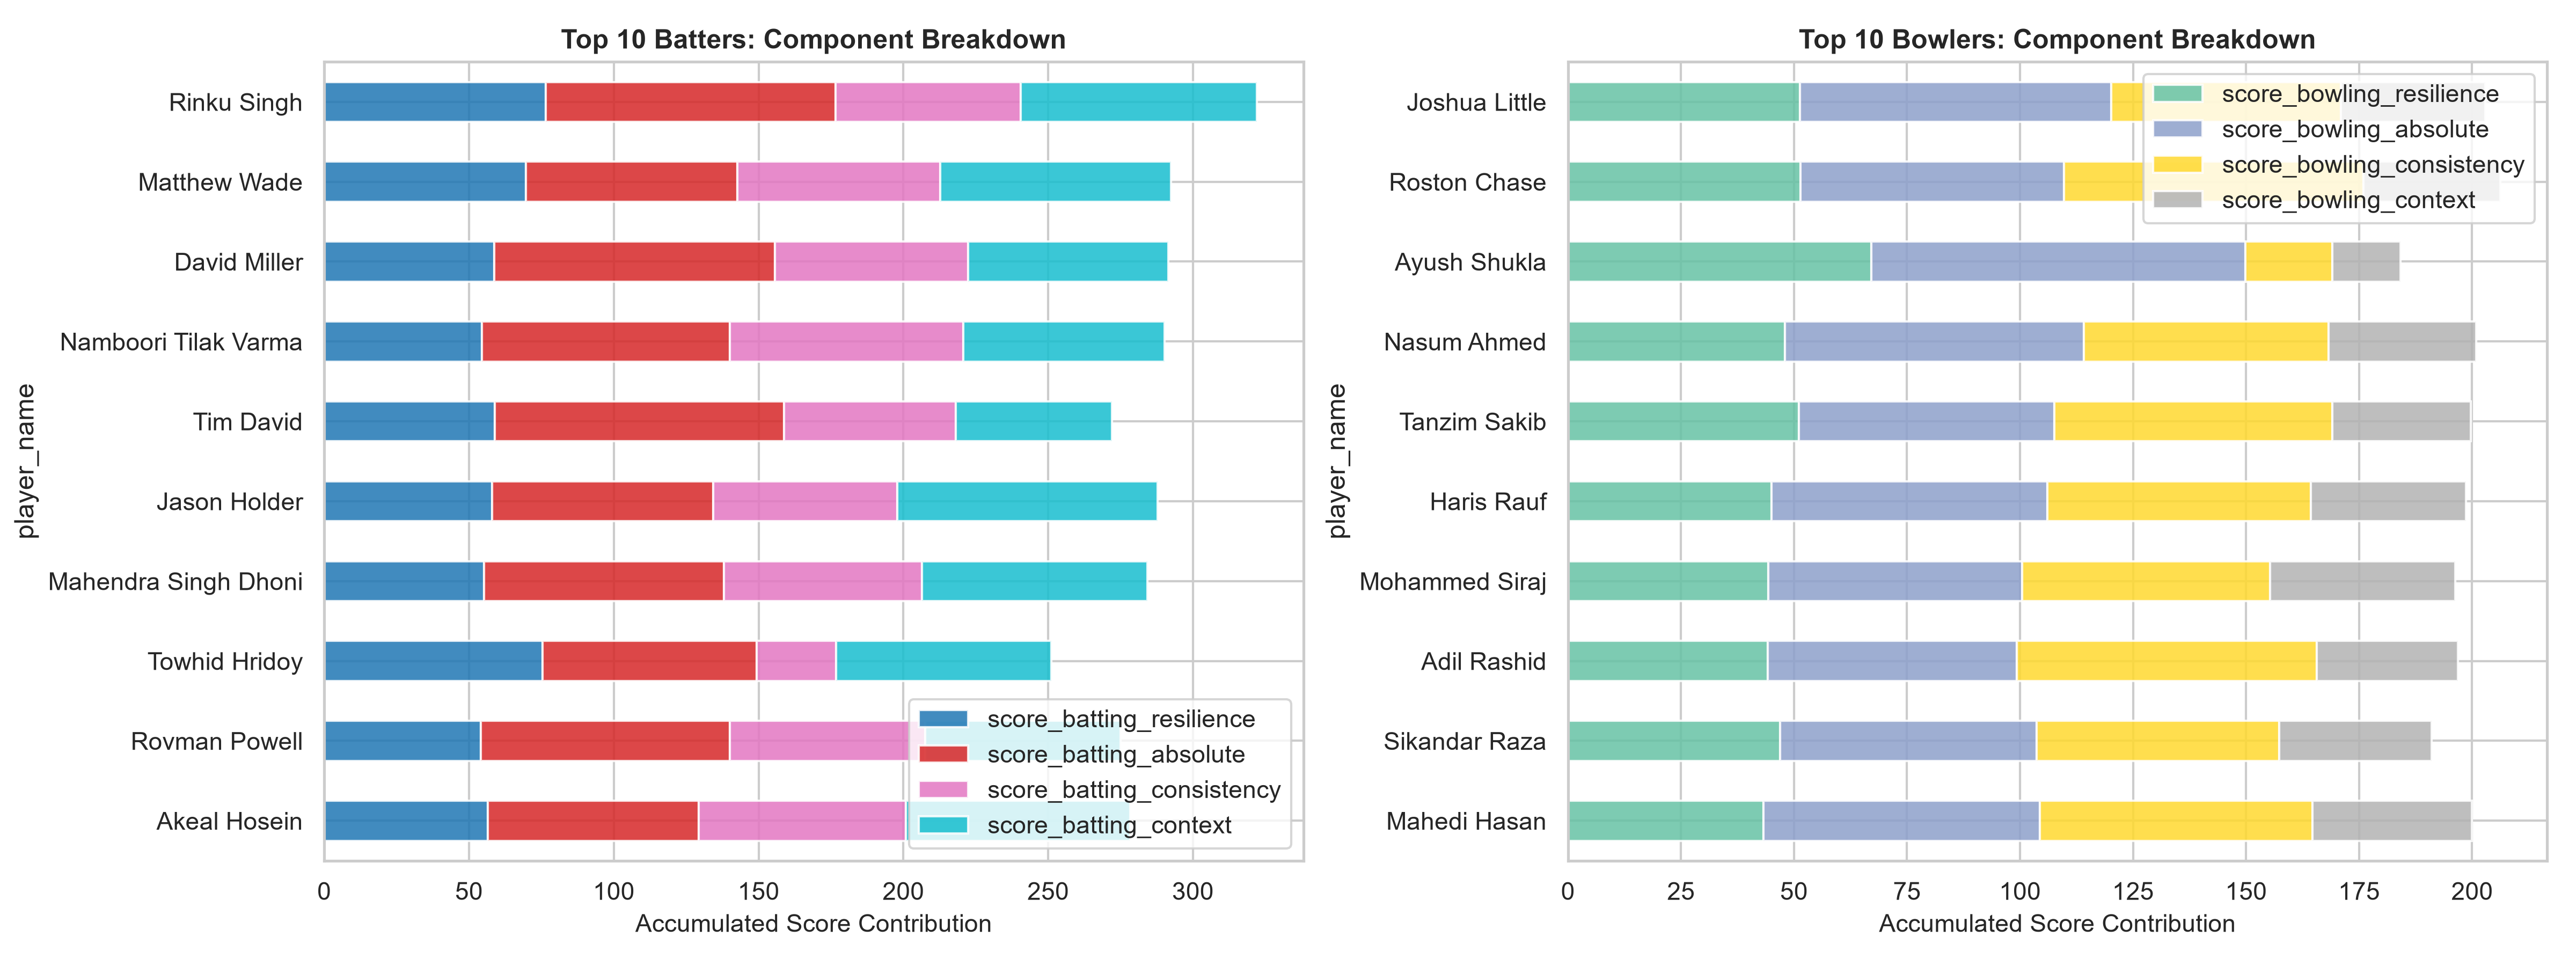 Top 10 Batters: Component Breakdown
player_name
Rinku Singh
Matthew Wade
David Miller
Namboori Tilak Varma
Tim David
Jason Holder
Mahendra Singh Dhoni
Towhid Hridoy
Rovman Powell
Akeal Hosein
score_batting_resilience
score_batting_absolute
score_batting_consistency
score_batting_context
0 50 100 150 200 250 300
Accumulated Score Contribution
Top 10 Bowlers: Component Breakdown
player_name
Joshua Little
Roston Chase
Ayush Shukla
Nasum Ahmed
Tanzim Sakib
Haris Rauf
Mohammed Siraj
Adil Rashid
Sikandar Raza
Mahedi Hasan
score_bowling_resilience
score_bowling_absolute
score_bowling_consistency
score_bowling_context
0 25 50 75 100 125 150 175 200
Accumulated Score Contribution